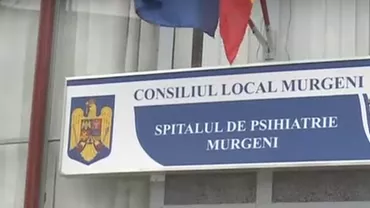 CONSILIUL LOCAL MURGENI
SPITALUL DE PSIHIATRIE
MURGENI